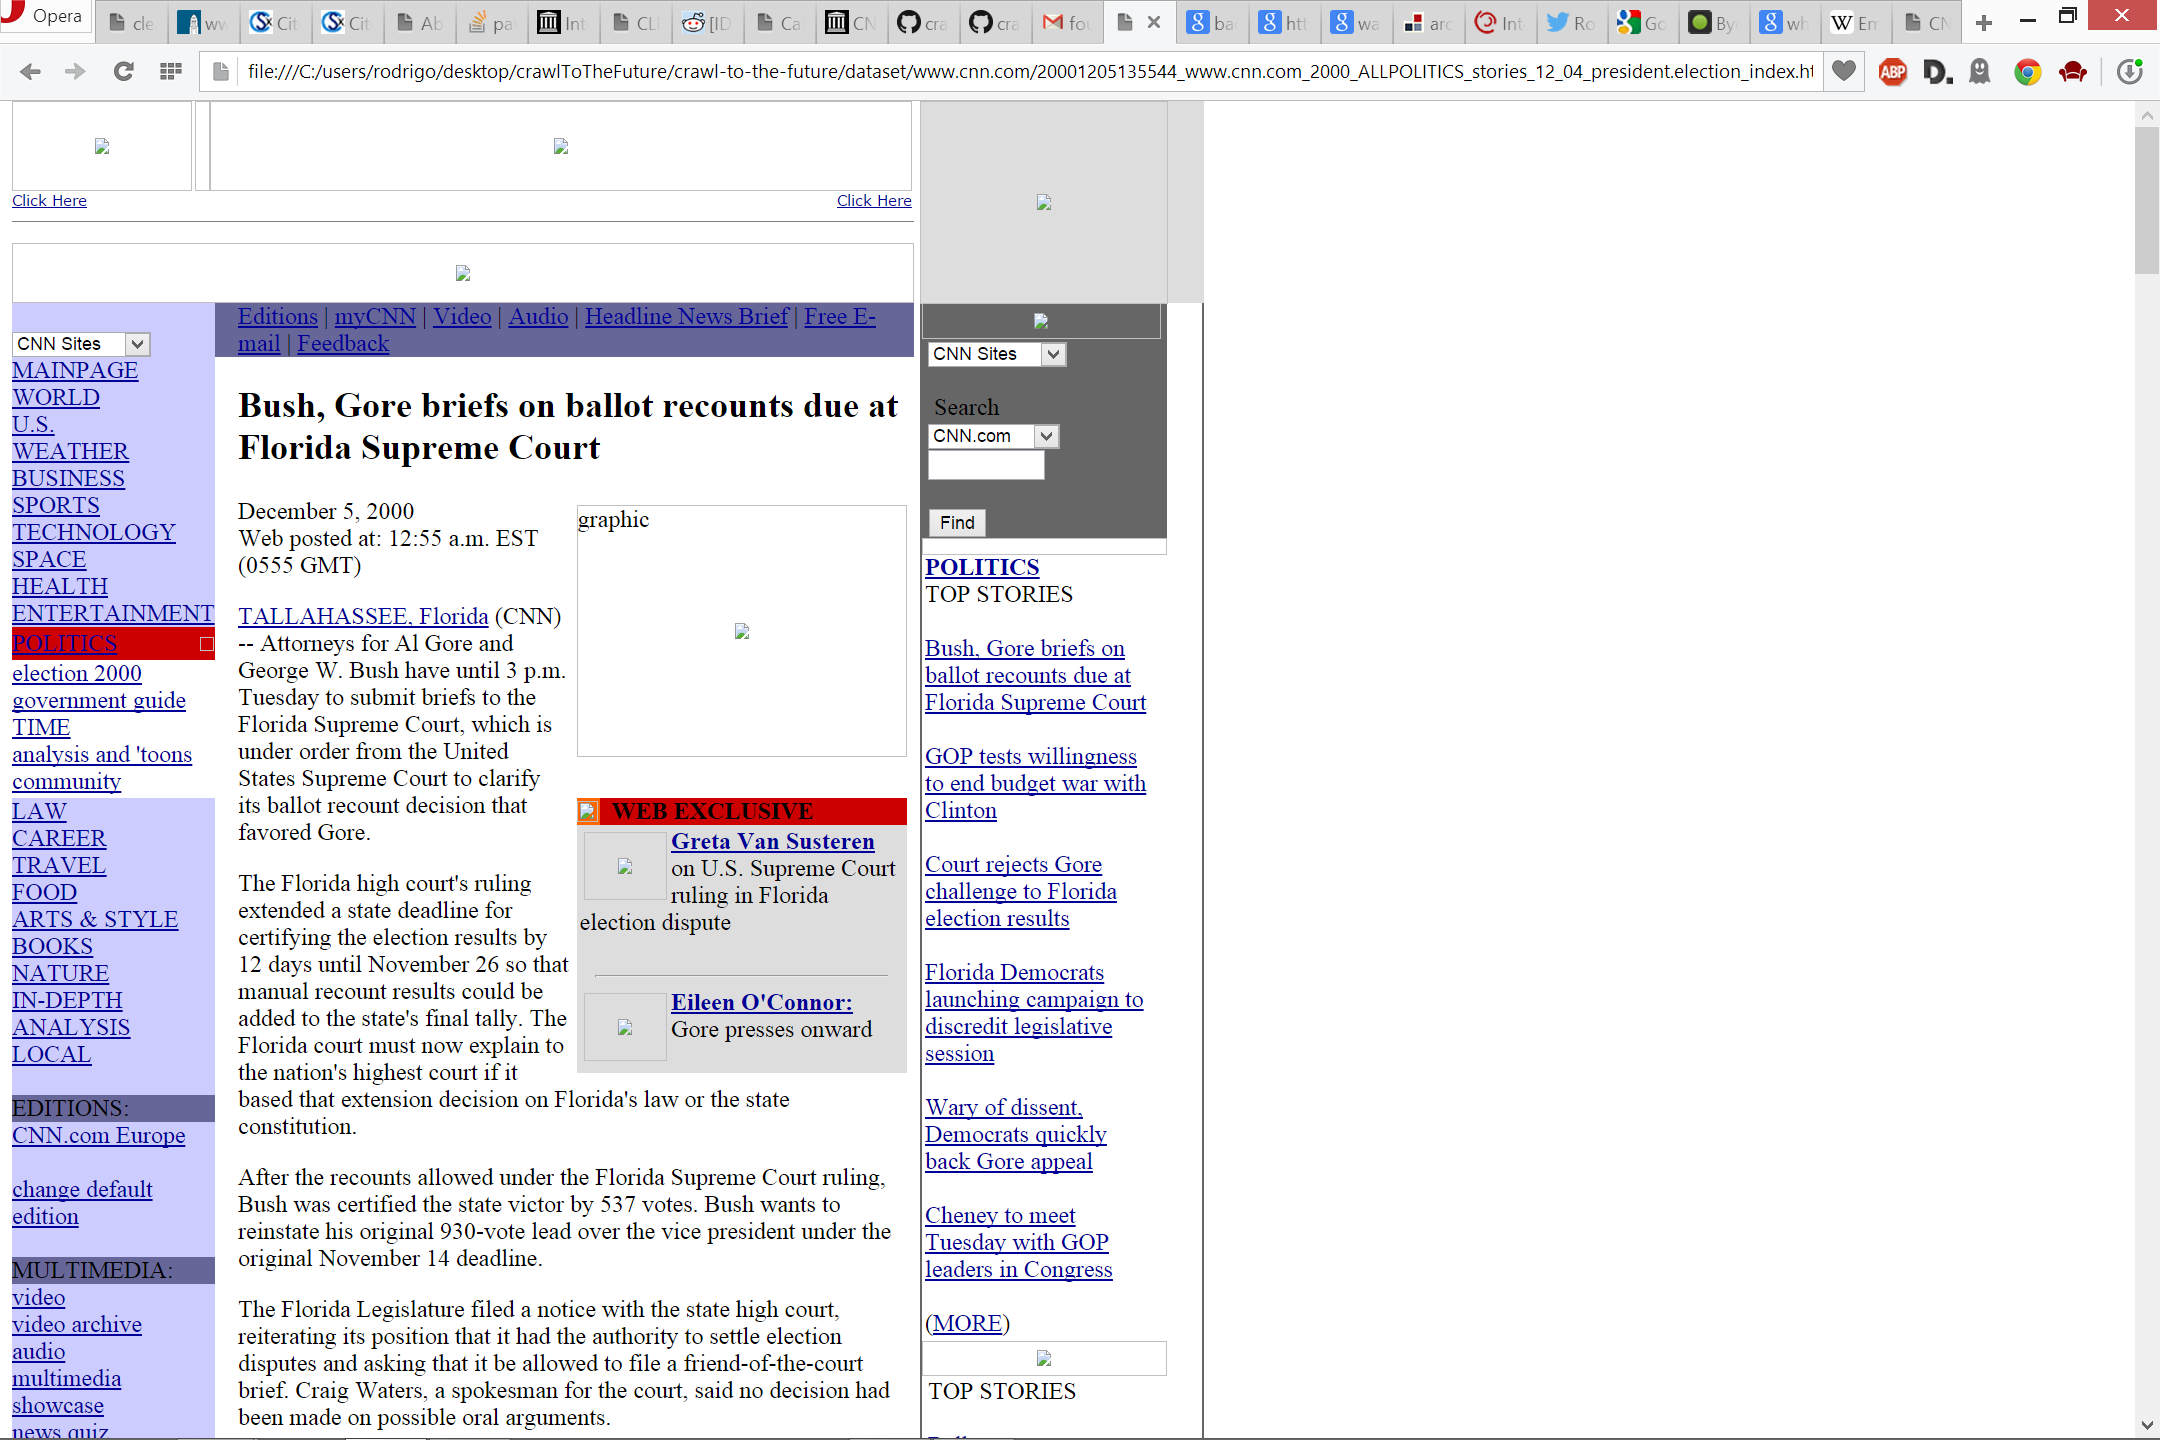 Opera
cle
ww
Cit
Cit
Ab
pa
Int
CLI
[ID
Ca
CN
cra
cra
fou
ba
htt
wa
arc
Int
Ro
Go
By
wh
W Em
CN
file:///C:/users/rodrigo/desktop/crawlToTheFuture/crawl-to-the-future/dataset/www.cnn.com/20001205135544_www.cnn.com_2000_ALLPOLITICS_stories_12_04_president.election_index.ht
ABP
D.
Click Here
Click Here
CNN Sites
MAINPAGE
WORLD
U.S.
WEATHER
BUSINESS
SPORTS
TECHNOLOGY
SPACE
HEALTH
ENTERTAINMENT
POLITICS
election 2000
government guide
TIME
analysis and 'toons
community
LAW
CAREER
TRAVEL
FOOD
ARTS & STYLE
BOOKS
NATURE
IN-DEPTH
ANALYSIS
LOCAL
EDITIONS:
CNN.com Europe
change default
edition
MULTIMEDIA:
video
video archive
audio
multimedia
showcase
news quiz
Editions | myCNN | Video | Audio | Headline News Brief | Free E-
mail | Feedback
Bush, Gore briefs on ballot recounts due at
Florida Supreme Court
December 5, 2000
Web posted at: 12:55 a.m. EST
(0555 GMT)
graphic
TALLAHASSEE, Florida (CNN)
-- Attorneys for Al Gore and
George W. Bush have until 3 p.m.
Tuesday to submit briefs to the
Florida Supreme Court, which is
under order from the United
States Supreme Court to clarify
its ballot recount decision that
favored Gore.
WEB EXCLUSIVE
Greta Van Susteren
on U.S. Supreme Court
ruling in Florida
election dispute
Eileen O'Connor:
Gore presses onward
The Florida high court's ruling
extended a state deadline for
certifying the election results by
12 days until November 26 so that
manual recount results could be
added to the state's final tally. The
Florida court must now explain to
the nation's highest court if it
based that extension decision on Florida's law or the state
constitution.
After the recounts allowed under the Florida Supreme Court ruling,
Bush was certified the state victor by 537 votes. Bush wants to
reinstate his original 930-vote lead over the vice president under the
original November 14 deadline.
The Florida Legislature filed a notice with the state high court,
reiterating its position that it had the authority to settle election
disputes and asking that it be allowed to file a friend-of-the-court
brief. Craig Waters, a spokesman for the court, said no decision had
been made on possible oral arguments.
CNN Sites
Search
CNN.com
Find
POLITICS
TOP STORIES
Bush, Gore briefs on
ballot recounts due at
Florida Supreme Court
GOP tests willingness
to end budget war with
Clinton
Court rejects Gore
challenge to Florida
election results
Florida Democrats
launching campaign to
discredit legislative
session
Wary of dissent,
Democrats quickly
back Gore appeal
Cheney to meet
Tuesday with GOP
leaders in Congress
(MORE)
TOP STORIES